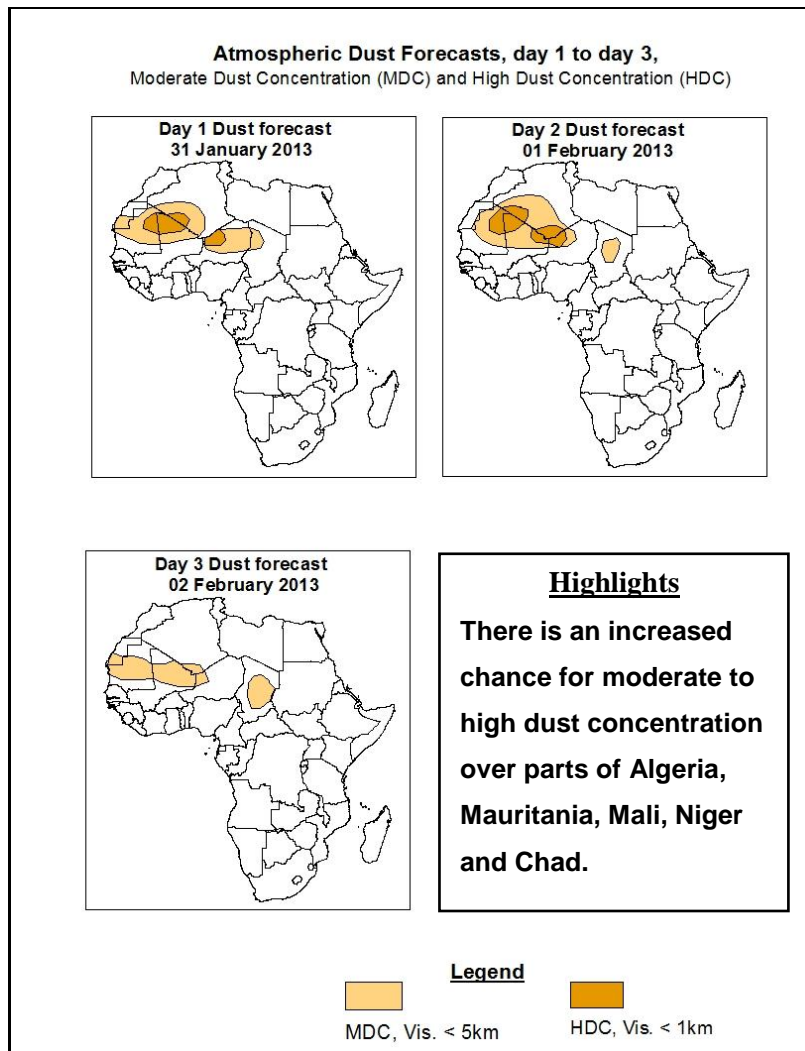 Atmospheric Dust Forecasts, day 1 to day 3,
Moderate Dust Concentration (MDC) and High Dust Concentration (HDC)
Day 1 Dust forecast
31 January 2013
Day 2 Dust forecast
01 February 2013
Day 3 Dust forecast
02 February 2013
Highlights
There is an increased
chance for moderate to
high dust concentration
over parts of Algeria,
Mauritania, Mali, Niger
and Chad.
Legend
MDC, Vis. < 5km
HDC, Vis. < 1km